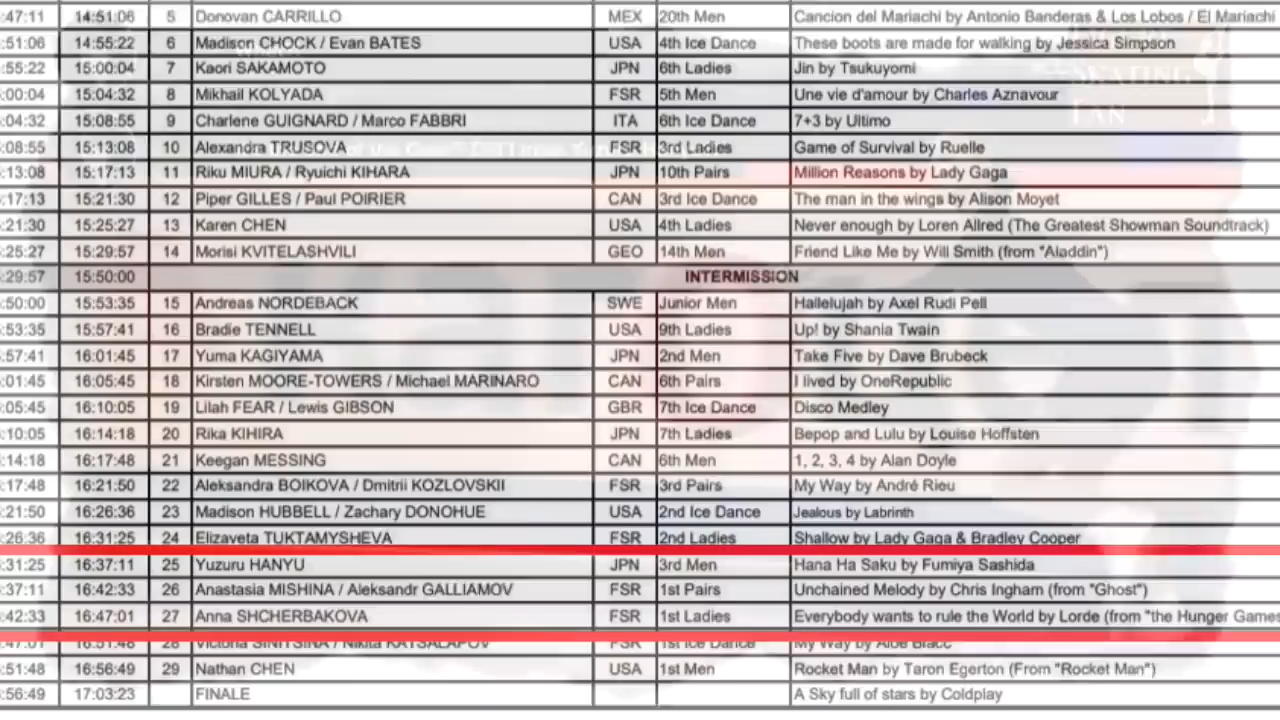 :47:11 14:51:06 5 Donovan CARRILLO MEX 20th Men Cancion del Mariachi by Antonio Banderas & Los Lobos / El Mariachi
:51:06 14:55:22 6 Madison CHOCK / Evan BATES USA 4th Ice Dance These boots are made for walking by Jessica Simpson
:55:22 15:00:04 7 Kaori SAKAMOTO JPN 6th Ladies Jin by Tsukuyomi
:00:04 15:04:32 8 Mikhail KOLYADA FSR 5th Men Une vie d'amour by Charles Aznavour
SKATING
FAN
:04:32 15:08:55 9 Charlene GUIGNARD / Marco FABBRI ITA 6th Ice Dance 7+3 by Ultimo
:08:55 15:13:08 10 Alexandra TRUSOVA FSR 3rd Ladies Game of Survival by Ruelle
:13:08 15:17:13 11 Riku MIURA / Ryuichi KIHARA JPN 10th Pairs Million Reasons by Lady Gaga
:17:13 15:21:30 12 Piper GILLES / Paul POIRIER CAN 3rd Ice Dance The man in the wings by Alison Moyet
:21:30 15:25:27 13 Karen CHEN USA 4th Ladies Never enough by Loren Allred (The Greatest Showman Soundtrack)
:25:27 15:29:57 14 Morisi KVITELASHVILI GEO 14th Men Friend Like Me by Will Smith (from "Aladdin")
:29:57 15:50:00 INTERMISSION
:50:00 15:53:35 15 Andreas NORDEBACK SWE Junior Men Hallelujah by Axel Rudi Pell
:53:35 15:57:41 16 Bradie TENNELL USA 9th Ladies Up! by Shania Twain
:57:41 16:01:45 17 Yuma KAGIYAMA JPN 2nd Men Take Five by Dave Brubeck
:01:45 16:05:45 18 Kirsten MOORE-TOWERS / Michael MARINARO CAN 6th Pairs I lived by OneRepublic
:05:45 16:10:05 19 Lilah FEAR / Lewis GIBSON GBR 7th Ice Dance Disco Medley
:10:05 16:14:18 20 Rika KIHIRA JPN 7th Ladies Bepop and Lulu by Louise Hoffsten
:14:18 16:17:48 21 Keegan MESSING CAN 6th Men 1, 2, 3, 4 by Alan Doyle
:17:48 16:21:50 22 Aleksandra BOIKOVA / Dmitrii KOZLOVSKII FSR 3rd Pairs My Way by André Rieu
:21:50 16:26:36 23 Madison HUBBELL / Zachary DONOHUE USA 2nd Ice Dance Jealous by Labrinth
:26:36 16:31:25 24 Elizaveta TUKTAMYSHEVA FSR 2nd Ladies Shallow by Lady Gaga & Bradley Cooper
:31:25 16:37:11 25 Yuzuru HANYU JPN 3rd Men Hana Ha Saku by Fumiya Sashida
:37:11 16:42:33 26 Anastasia MISHINA / Aleksandr GALLIAMOV FSR 1st Pairs Unchained Melody by Chris Ingham (from "Ghost")
:42:33 16:47:01 27 Anna SHCHERBAKOVA FSR 1st Ladies Everybody wants to rule the World by Lorde (from "the Hunger Games
:47:01 16:51:48 28 Victoria SINITSINA / Nikita KATSALAPOV FSR 1st Ice Dance My Way by
:51:48 16:56:49 29 Nathan CHEN USA 1st Men Rocket Man by Taron Egerton (From "Rocket Man")
:56:49 17:03:23 FINALE A Sky full of stars by Coldplay